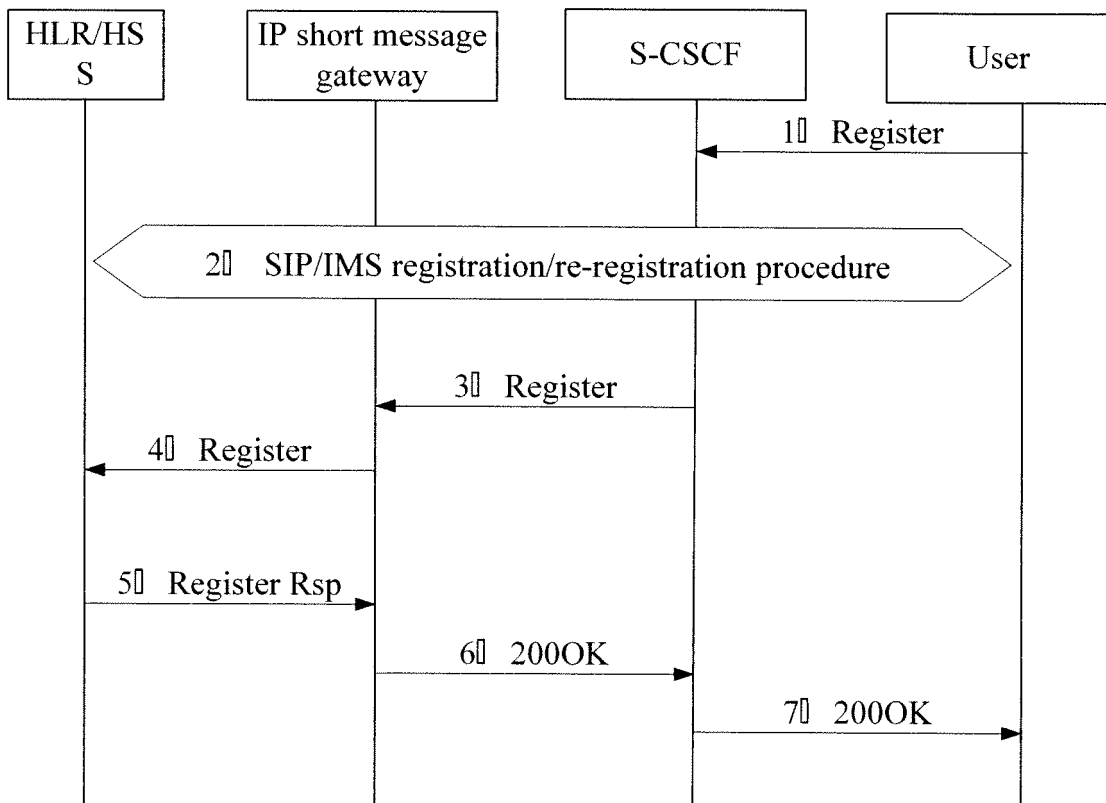 HLR/HS
S
IP short message
gateway
S-CSCF
User
1▯ Register
2▯ SIP/IMS registration/re-registration procedure
3▯ Register
4▯ Register
5▯ Register Rsp
6▯ 200OK
7▯ 200OK